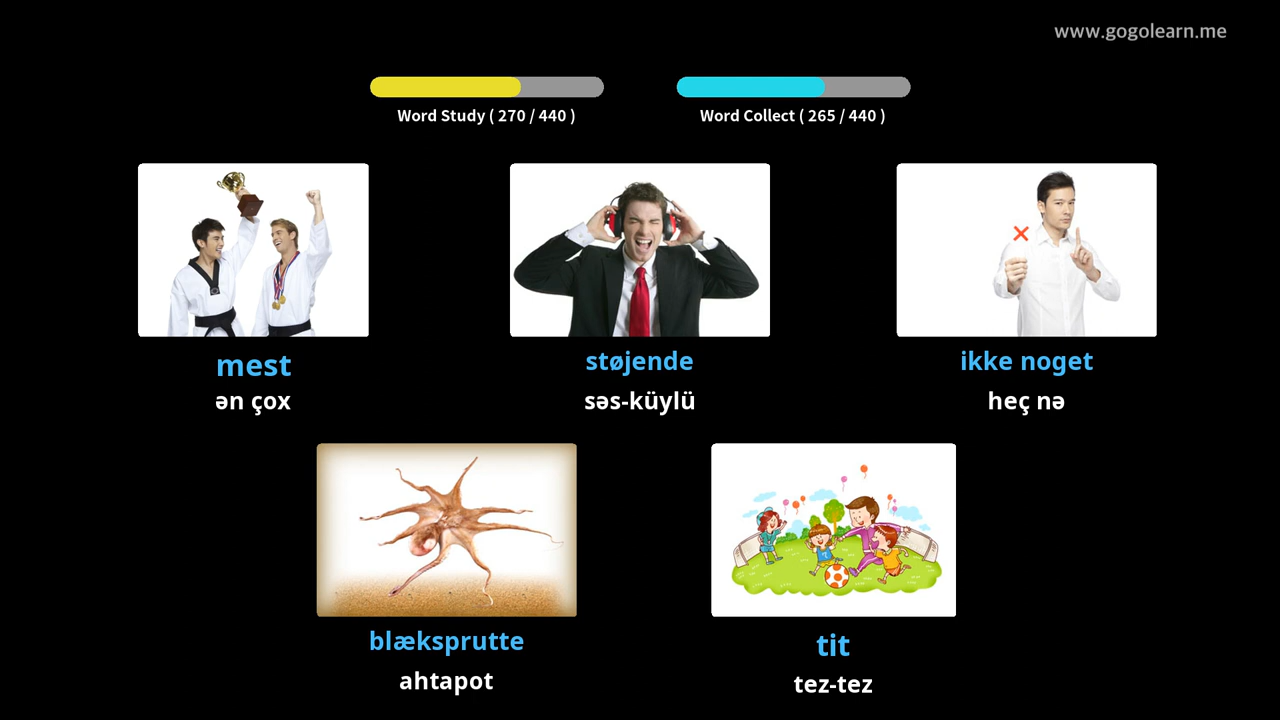 www.gogolearn.me
Word Study ( 270 / 440 )
Word Collect ( 265 / 440 )
mest
støjende
ikke noget
ən çox
səs-küylü
heç nə
blæksprutte
tit
ahtapot
tez-tez